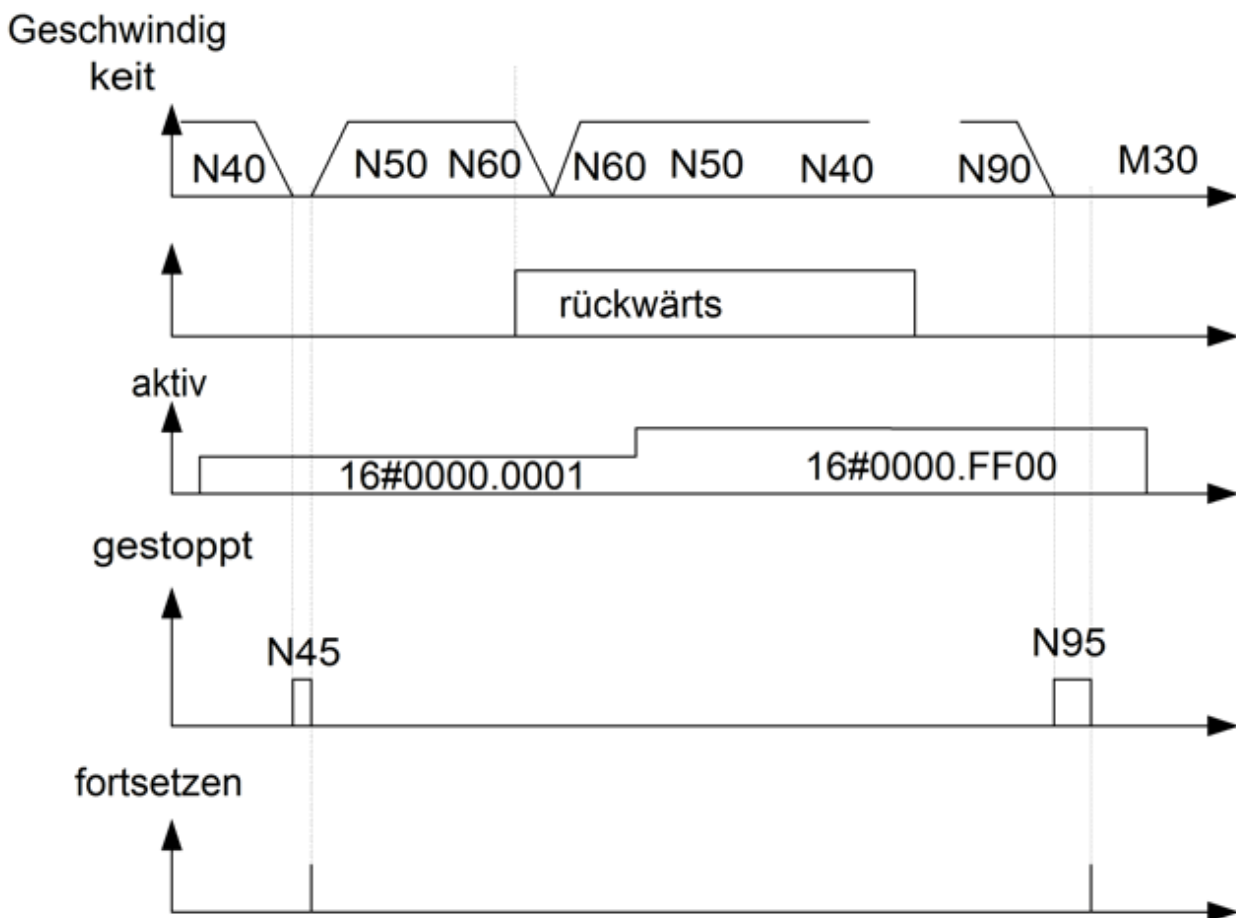 Geschwindig
keit
N40 N50 N60 N60 N50 N40 N90 M30
rückwärts
aktiv
16#0000.0001 16#0000.FF00
gestoppt
N45 N95
fortsetzen